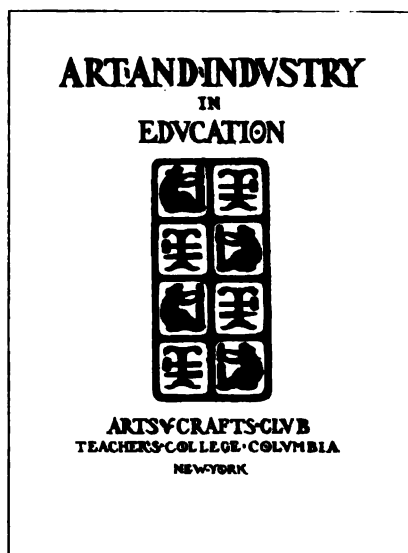 ART·AND·INDVSTRY
IN
EDVCATION
ARTS & CRAFTS·CLVB
TEACHERS·COLLEGE·COLVMBIA
NEW·YORK